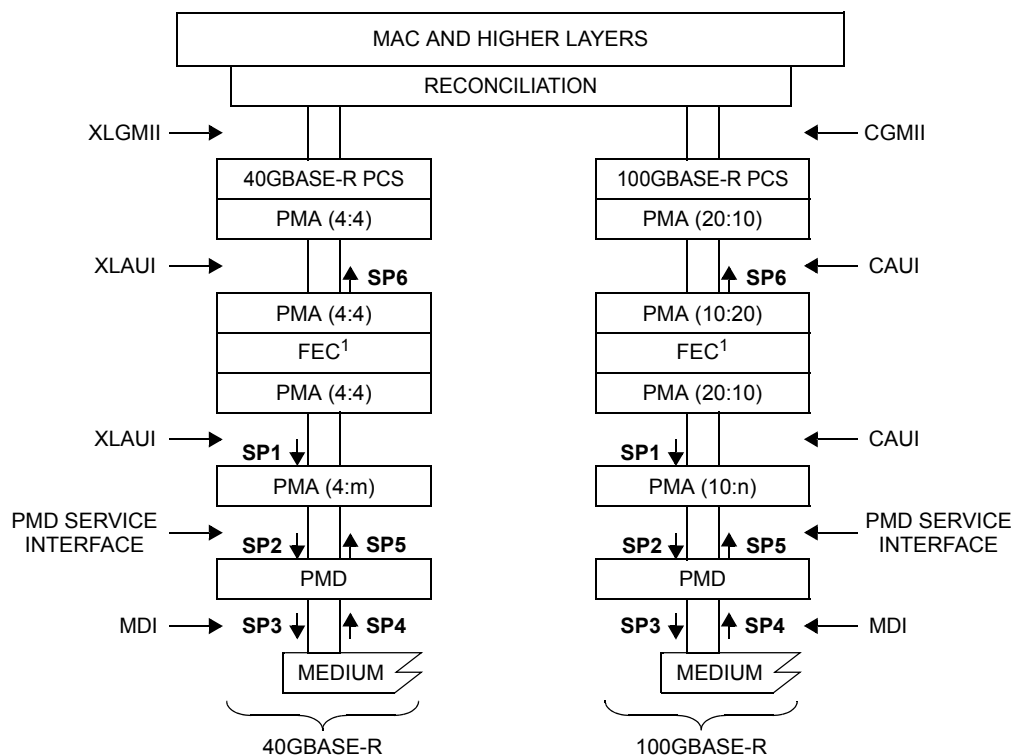 MAC AND HIGHER LAYERS
RECONCILIATION
XLGMII
CGMII
40GBASE-R PCS
100GBASE-R PCS
PMA (4:4)
PMA (20:10)
XLAUI
SP6
SP6
CAUI
PMA (4:4)
PMA (10:20)
FEC1
FEC1
PMA (4:4)
PMA (20:10)
XLAUI
SP1
SP1
CAUI
PMA (4:m)
PMA (10:n)
PMD SERVICE
INTERFACE
SP2
SP5
SP2
SP5
PMD SERVICE
INTERFACE
PMD
PMD
MDI
SP3
SP4
SP3
SP4
MDI
MEDIUM
MEDIUM
40GBASE-R
100GBASE-R